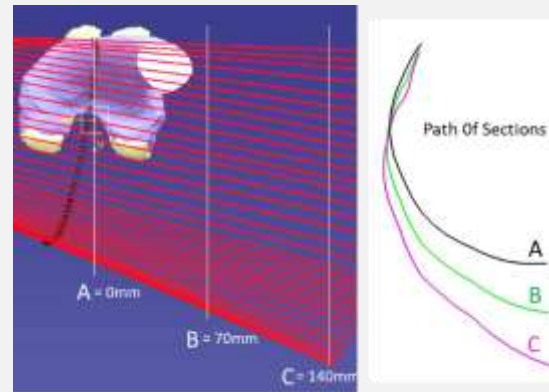 A = 0mm
B = 70mm
C = 140mm
Path Of Sections
A
B
C